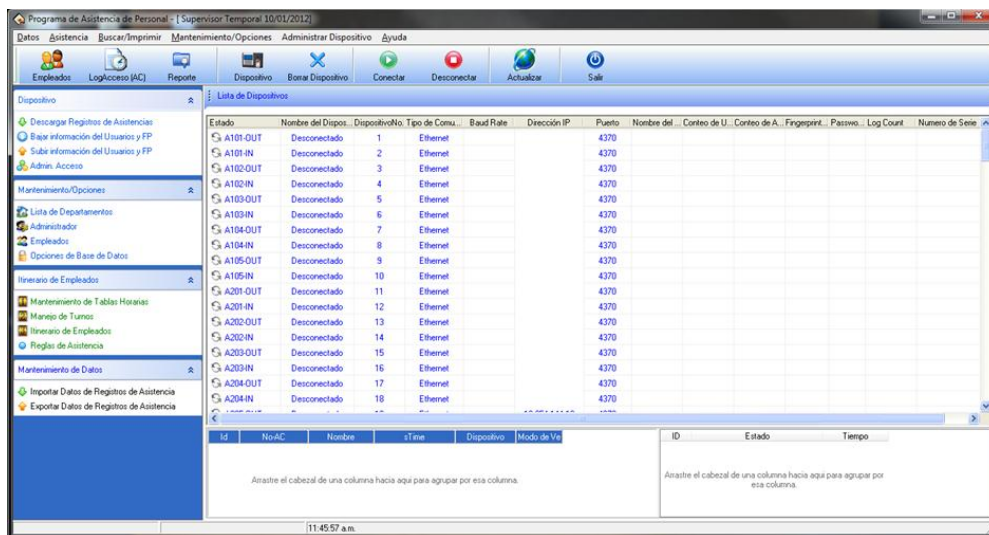 Programa de Asistencia de Personal - [ Supervisor Temporal 10/01/2012]
Datos Asistencia Buscar/Imprimir Mantenimiento/Opciones Administrar Dispositivo Ayuda
Empleados LogAcceso (AC) Reporte Dispositivo Borrar Dispositivo Conectar Desconectar Actualizar Salir
Dispositivo
Descargar Registros de Asistencias
Bajar información del Usuarios y FP
Subir información del Usuarios y FP
Admin. Acceso
Mantenimiento/Opciones
Lista de Departamentos
Administrador
Empleados
Opciones de Base de Datos
Itinerario de Empleados
Mantenimiento de Tablas Horarias
Manejo de Turnos
Itinerario de Empleados
Reglas de Asistencia
Mantenimiento de Datos
Importar Datos de Registros de Asistencia
Exportar Datos de Registros de Asistencia
Lista de Dispositivos
Estado Nombre del Dispos... DispositivoNo. Tipo de Comu... Baud Rate Dirección IP Puerto Nombre del ... Conteo de U... Conteo de A... Fingerprint... Passwo... Log Count Numero de Serie
A101-OUT Desconectado 1 Ethernet 4370
A101-IN Desconectado 2 Ethernet 4370
A102-OUT Desconectado 3 Ethernet 4370
A102-IN Desconectado 4 Ethernet 4370
A103-OUT Desconectado 5 Ethernet 4370
A103-IN Desconectado 6 Ethernet 4370
A104-OUT Desconectado 7 Ethernet 4370
A104-IN Desconectado 8 Ethernet 4370
A105-OUT Desconectado 9 Ethernet 4370
A105-IN Desconectado 10 Ethernet 4370
A201-OUT Desconectado 11 Ethernet 4370
A201-IN Desconectado 12 Ethernet 4370
A202-OUT Desconectado 13 Ethernet 4370
A202-IN Desconectado 14 Ethernet 4370
A203-OUT Desconectado 15 Ethernet 4370
A203-IN Desconectado 16 Ethernet 4370
A204-OUT Desconectado 17 Ethernet 4370
A204-IN Desconectado 18 Ethernet 4370
Id No-AC Nombre sTime Dispositivo Modo de Ve
Arrastre el cabezal de una columna hacia aqui para agrupar por esa columna.
ID Estado Tiempo
Arrastre el cabezal de una columna hacia aqui para agrupar por
esa columna.
11:45:57 a.m.